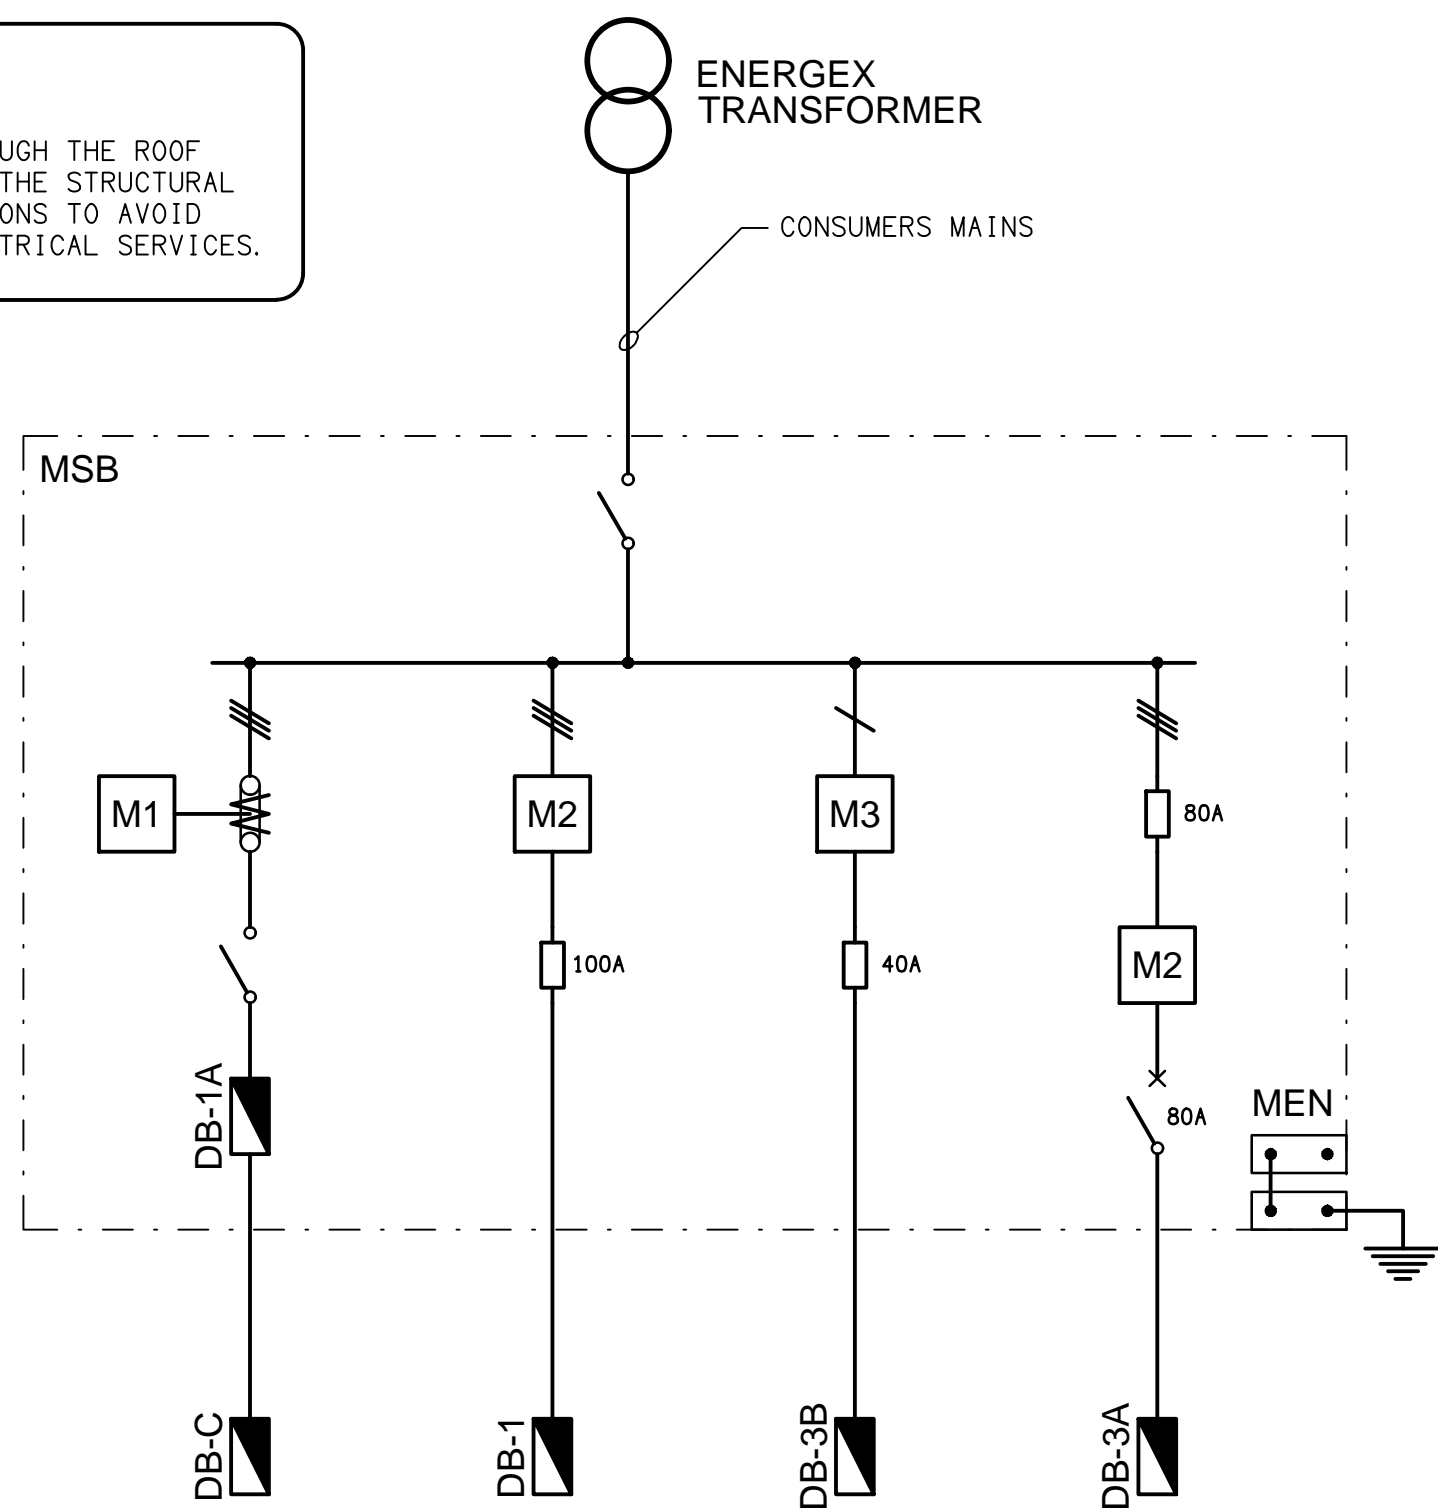 UGH THE ROOF
THE STRUCTURAL
ONS TO AVOID
TRICAL SERVICES.
ENERGEX
TRANSFORMER
CONSUMERS MAINS
MSB
M1
M2
M3
80A
100A
40A
M2
DB-1A
80A
MEN
DB-C
DB-1
DB-3B
DB-3A